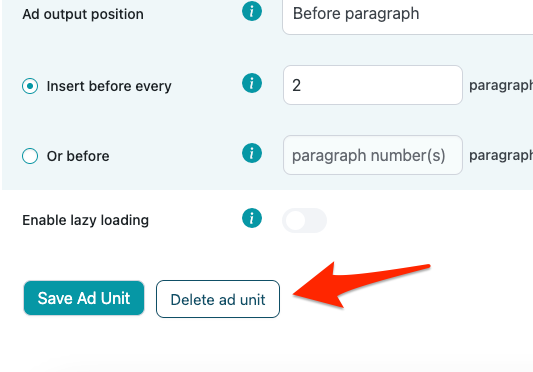 Ad output position i Before paragraph
Insert before every i 2 paragraph
Or before i paragraph number(s) paragraph
Enable lazy loading i
Save Ad Unit Delete ad unit